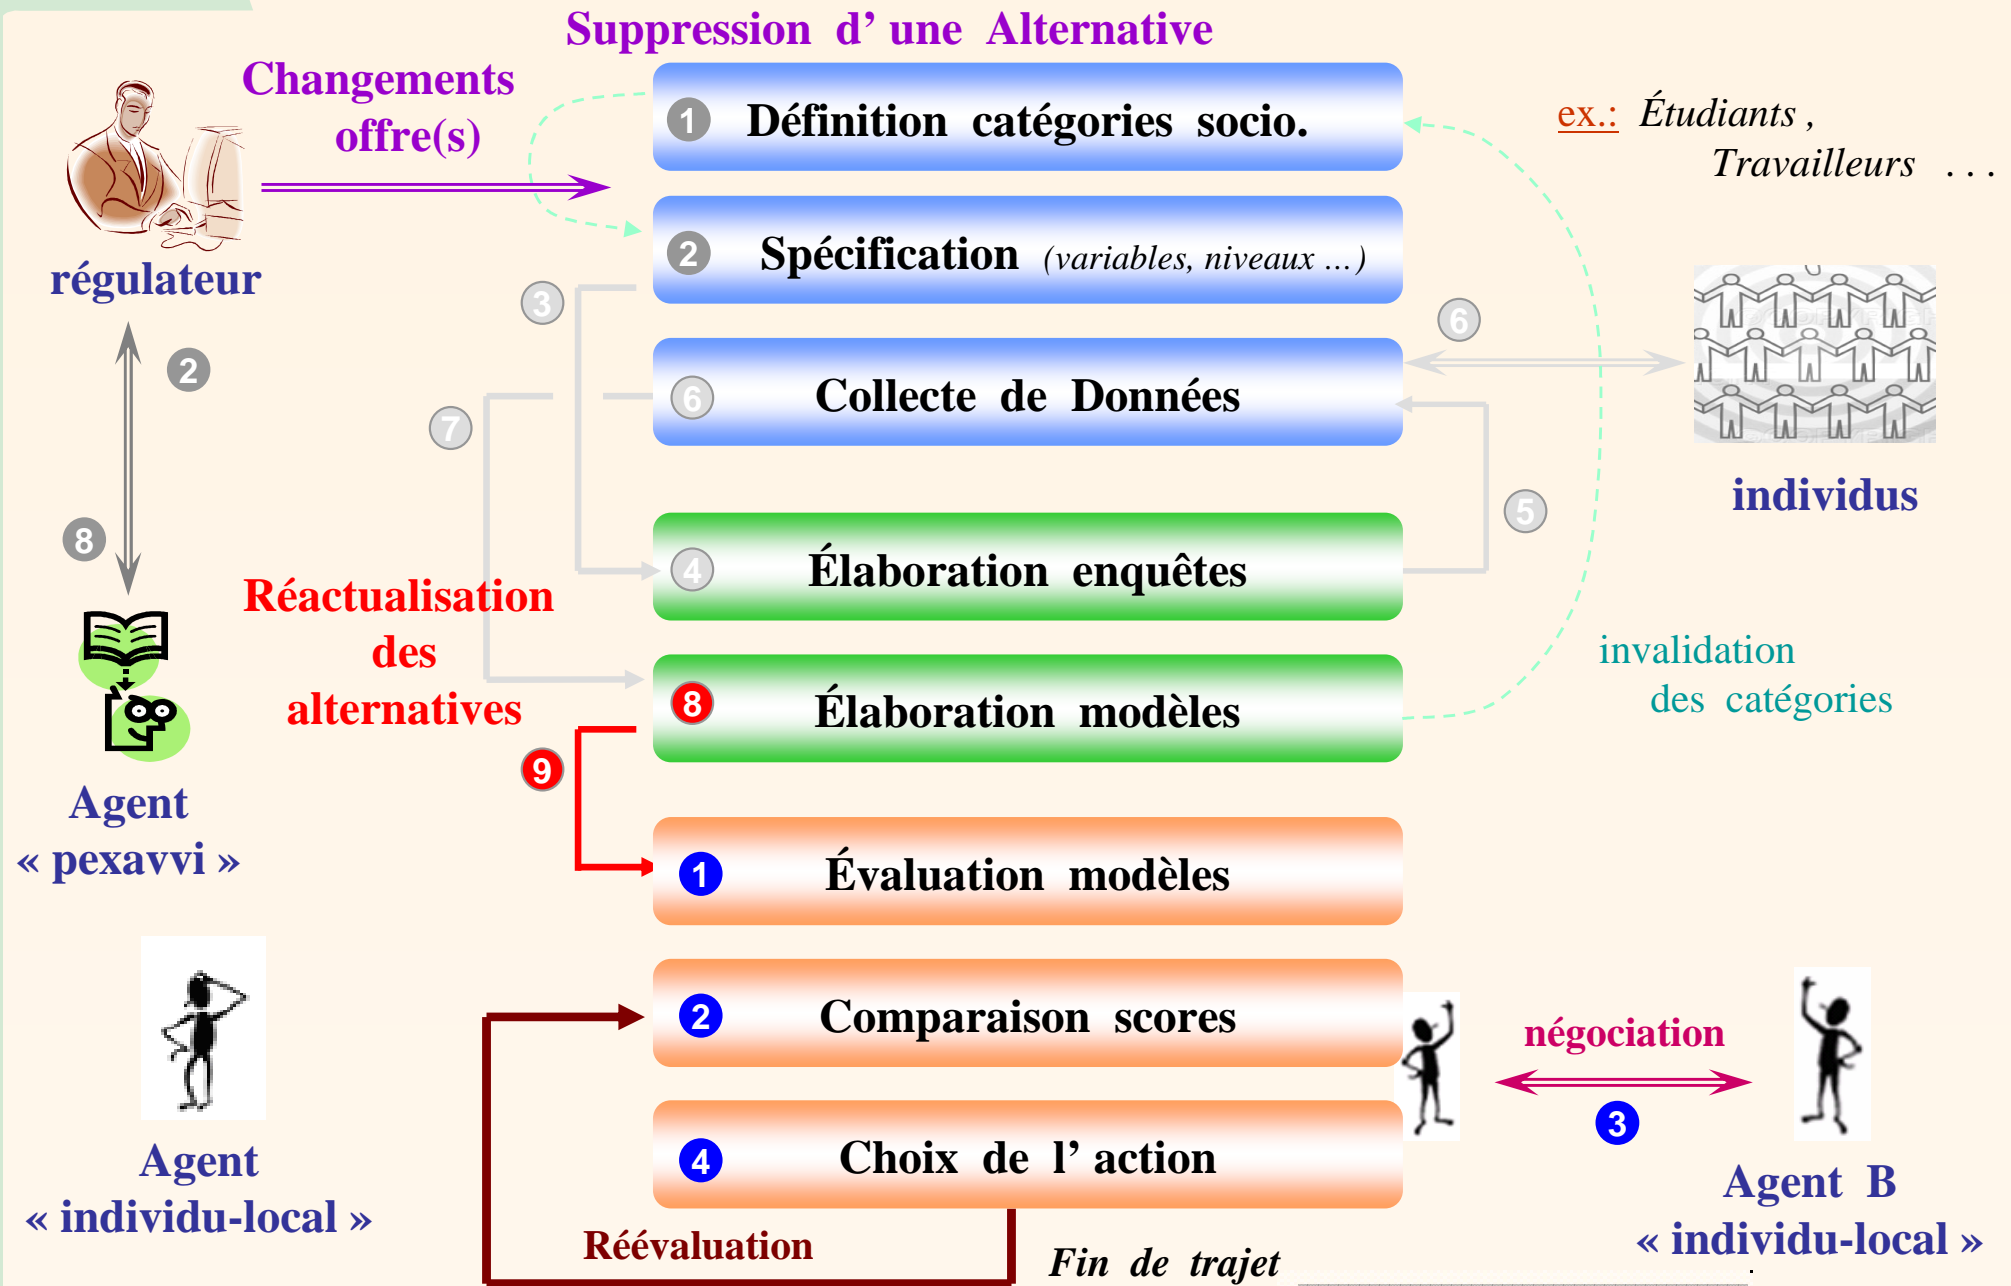 Suppression d’ une Alternative
Changements
offre(s)
régulateur
1 Définition catégories socio.
ex.: Étudiants ,
Travailleurs . . .
2 Spécification (variables, niveaux ...)
3
6
2
6 Collecte de Données
7
individus
5
8
4 Élaboration enquêtes
Réactualisation
des
alternatives
invalidation
des catégories
8 Élaboration modèles
9
Agent
« pexavvi »
1 Évaluation modèles
2 Comparaison scores
négociation
3
4 Choix de l’ action
Agent
« individu-local »
Agent B
« individu-local »
Réévaluation
Fin de trajet